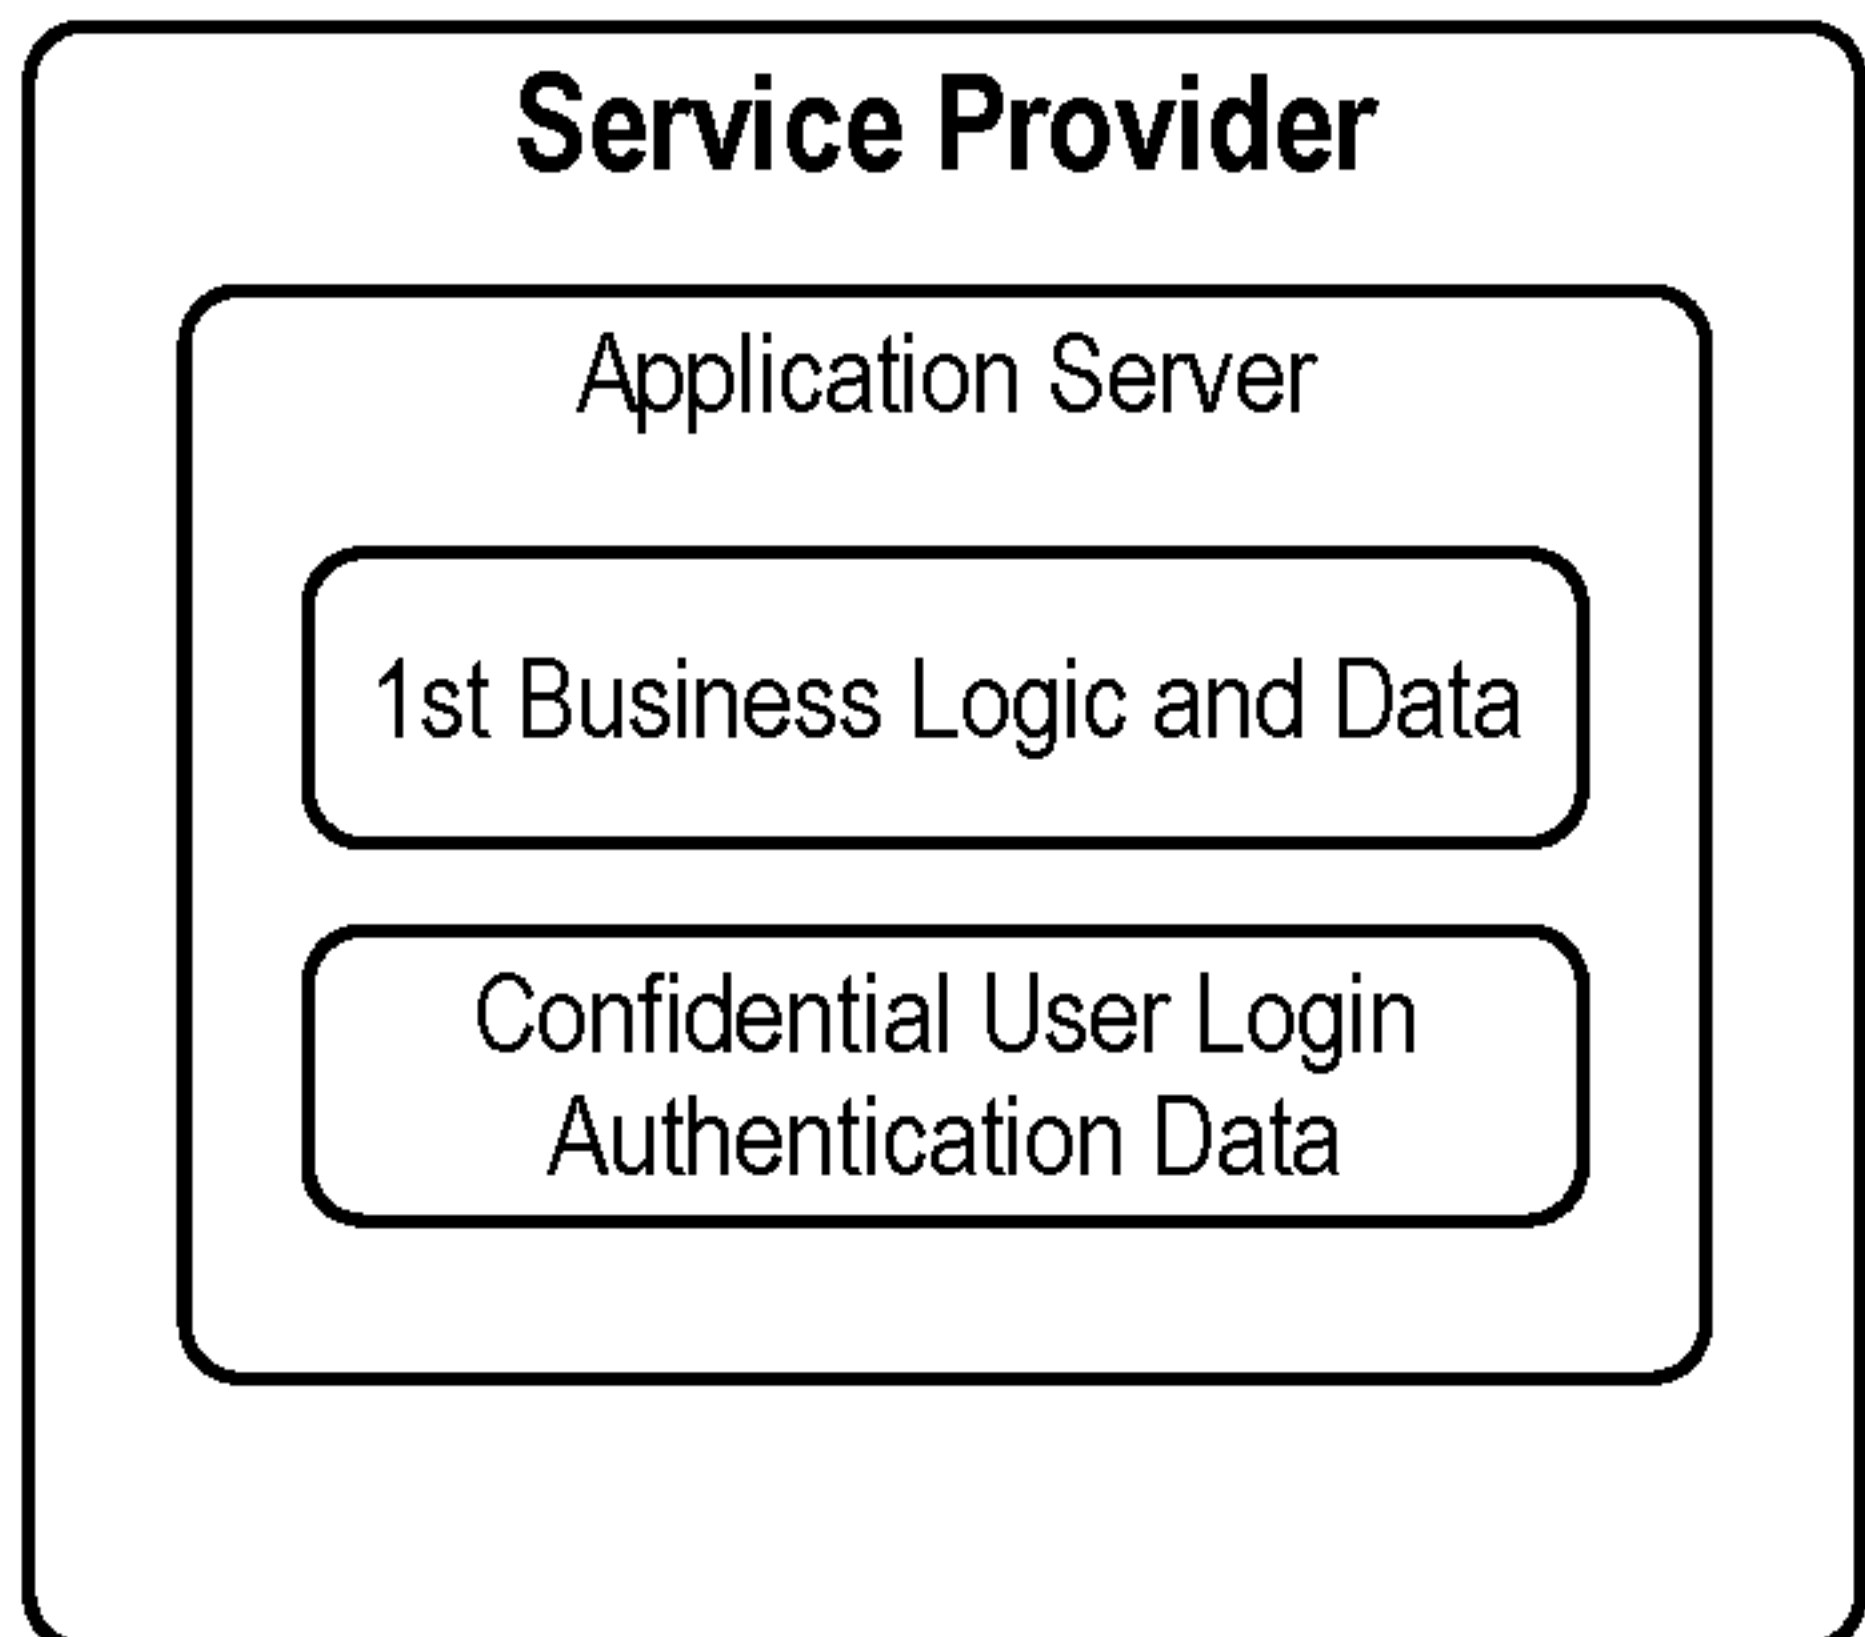 Service Provider
Application Server
1st Business Logic and Data
Confidential User Login
Authentication Data